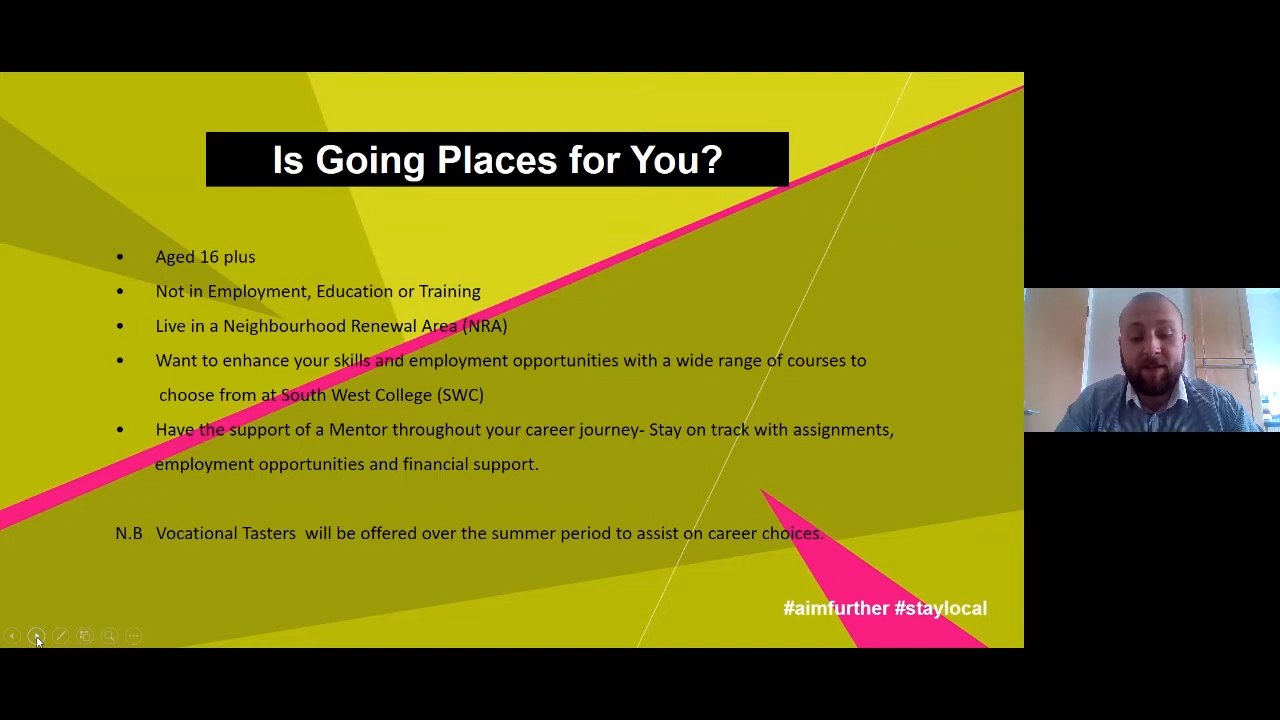 Is Going Places for You?
• Aged 16 plus
• Not in Employment, Education or Training
• Live in a Neighbourhood Renewal Area (NRA)
• Want to enhance your skills and employment opportunities with a wide range of courses to
choose from at South West College (SWC)
• Have the support of a Mentor throughout your career journey- Stay on track with assignments,
employment opportunities and financial support.
N.B Vocational Tasters will be offered over the summer period to assist on career choices.
#aimfurther #staylocal